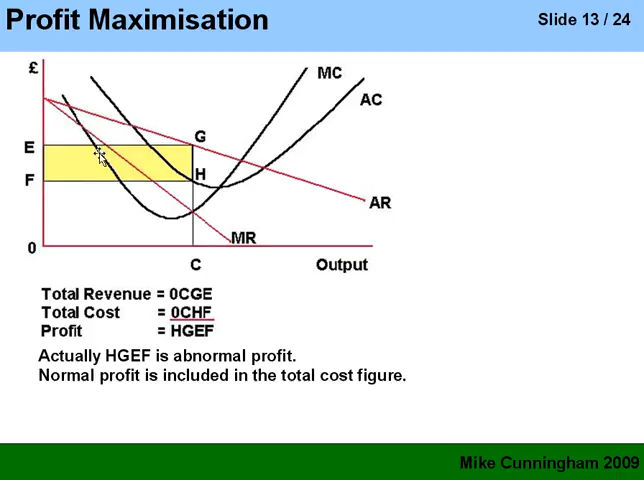 Profit Maximisation
Slide 13 / 24
£
MC
AC
E
G
F
H
AR
0
MR
C
Output
Total Revenue = 0CGE
Total Cost = 0CHF
Profit = HGEF
Actually HGEF is abnormal profit.
Normal profit is included in the total cost figure.
Mike Cunningham 2009